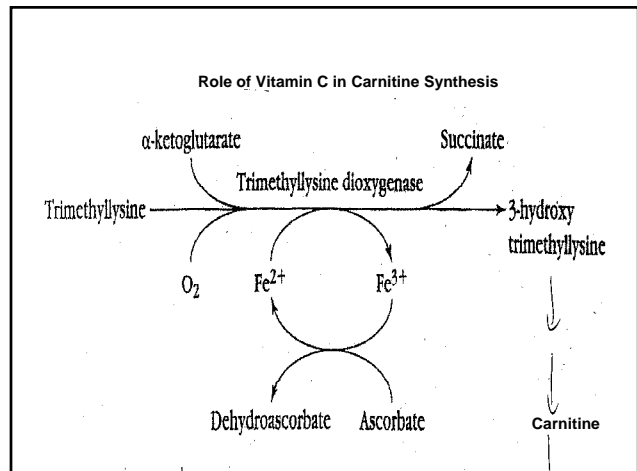 Role of Vitamin C in Carnitine Synthesis
α-ketoglutarate
Succinate
Trimethyllysine dioxygenase
Trimethyllysine
3-hydroxy
trimethyllysine
O₂
Fe²⁺
Fe³⁺
Dehydroascorbate
Ascorbate
Carnitine